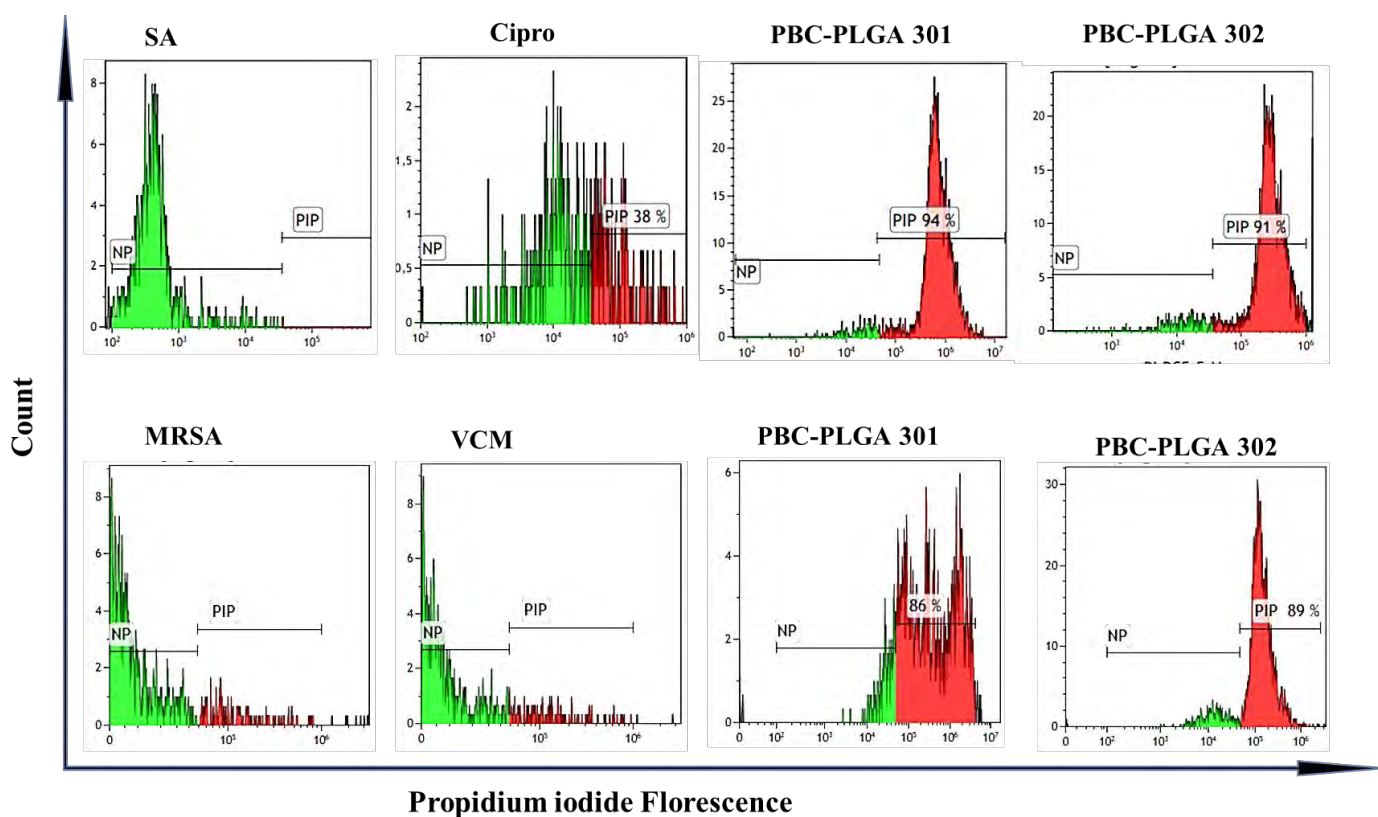 SA
Cipro
PBC-PLGA 301
PBC-PLGA 302
8
6
4
2
0
NP
PIP
10² 10³ 10⁴ 10⁵
2
1,5
1
0,5
0
NP
PIP 38 %
10² 10³ 10⁴ 10⁵ 10⁶
25
20
15
10
5
0
NP
PIP 94 %
10² 10³ 10⁴ 10⁵ 10⁶ 10⁷
20
15
10
5
0
NP
PIP 91 %
10³ 10⁴ 10⁵ 10⁶
Count
MRSA
VCM
PBC-PLGA 301
PBC-PLGA 302
8
6
4
2
0
NP
PIP
0 10⁵ 10⁶
8
6
4
2
0
NP
PIP
0 10⁵ 10⁶
6
4
2
0
NP
86 %
0 10² 10³ 10⁴ 10⁵ 10⁶ 10⁷
30
20
10
0
NP
PIP 89 %
0 10² 10³ 10⁴ 10⁵ 10⁶
Propidium iodide Florescence